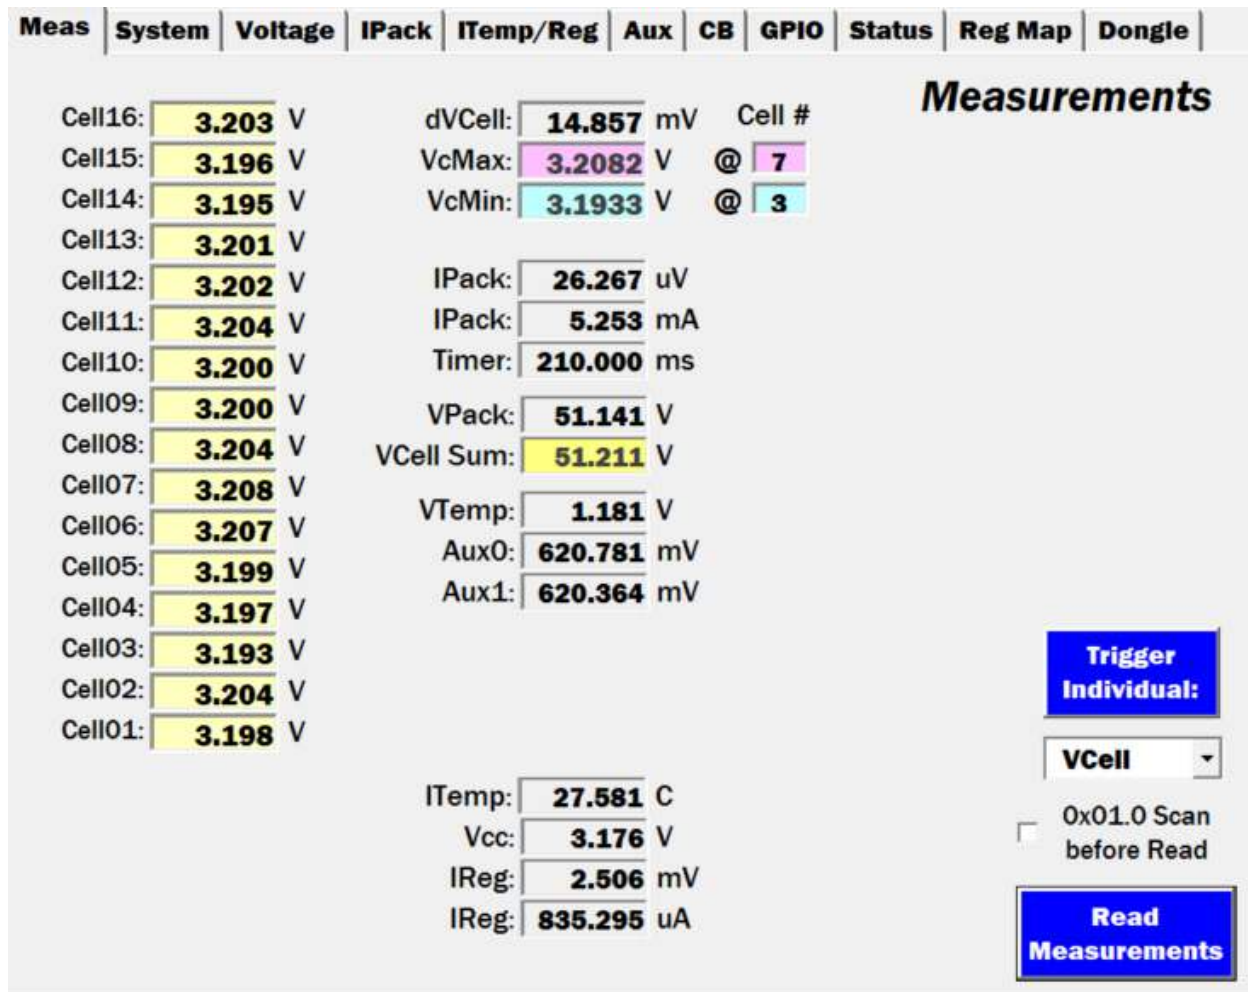 Meas System Voltage IPack ITemp/Reg Aux CB GPIO Status Reg Map Dongle
Measurements
Cell16: 3.203 V
Cell15: 3.196 V
Cell14: 3.195 V
Cell13: 3.201 V
Cell12: 3.202 V
Cell11: 3.204 V
Cell10: 3.200 V
Cell09: 3.200 V
Cell08: 3.204 V
Cell07: 3.208 V
Cell06: 3.207 V
Cell05: 3.199 V
Cell04: 3.197 V
Cell03: 3.193 V
Cell02: 3.204 V
Cell01: 3.198 V
dVCell: 14.857 mV Cell #
VcMax: 3.2082 V @ 7
VcMin: 3.1933 V @ 3
IPack: 26.267 uV
IPack: 5.253 mA
Timer: 210.000 ms
VPack: 51.141 V
VCell Sum: 51.211 V
VTemp: 1.181 V
Aux0: 620.781 mV
Aux1: 620.364 mV
ITemp: 27.581 C
Vcc: 3.176 V
IReg: 2.506 mV
IReg: 835.295 uA
Trigger
Individual:
VCell
0x01.0 Scan
before Read
Read
Measurements